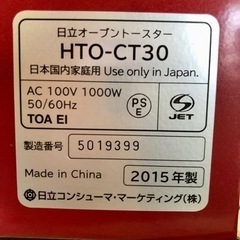 日立オーブントースター
HTO-CT30
日本国内家庭用 Use only in Japan.
AC 100V 1000W
50/60Hz
TOA EI
PS
E
JET
製造番号 5019399
Made in China 2015年製
日立コンシューマ・マーケティング(株)